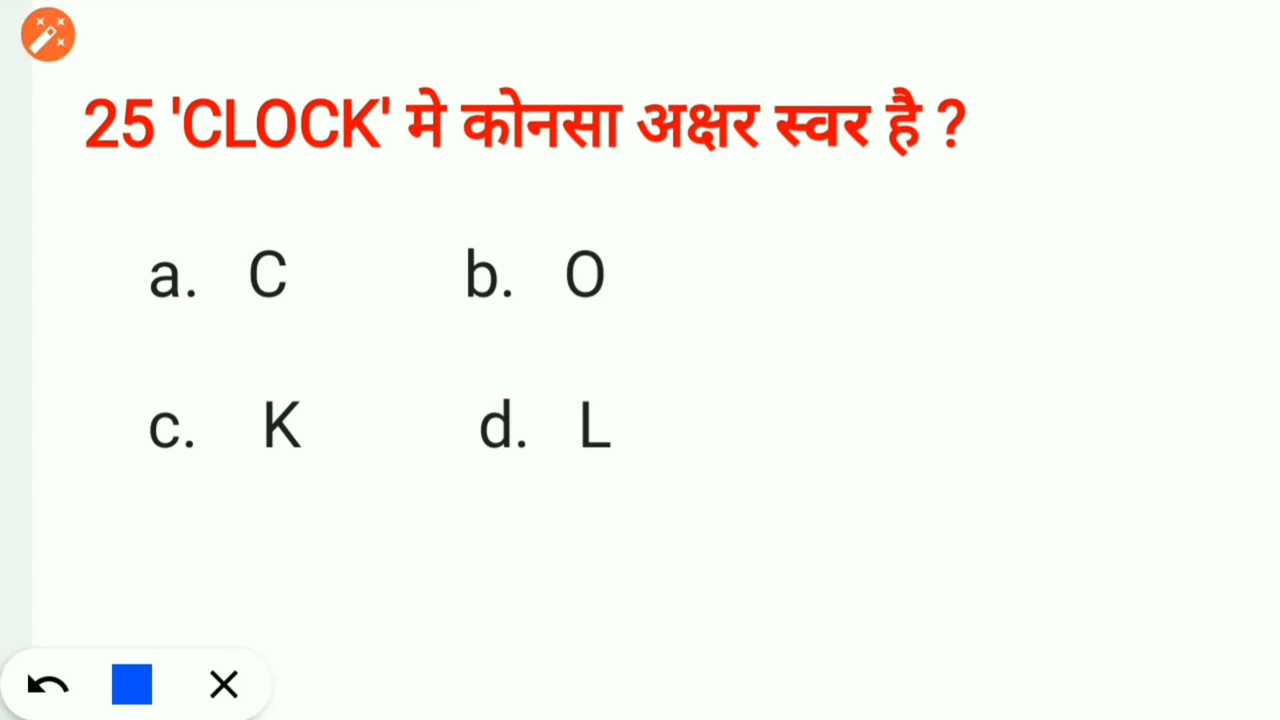 25 'CLOCK' मे कोनसा अक्षर स्वर है ?
a. C b. O
c. K d. L